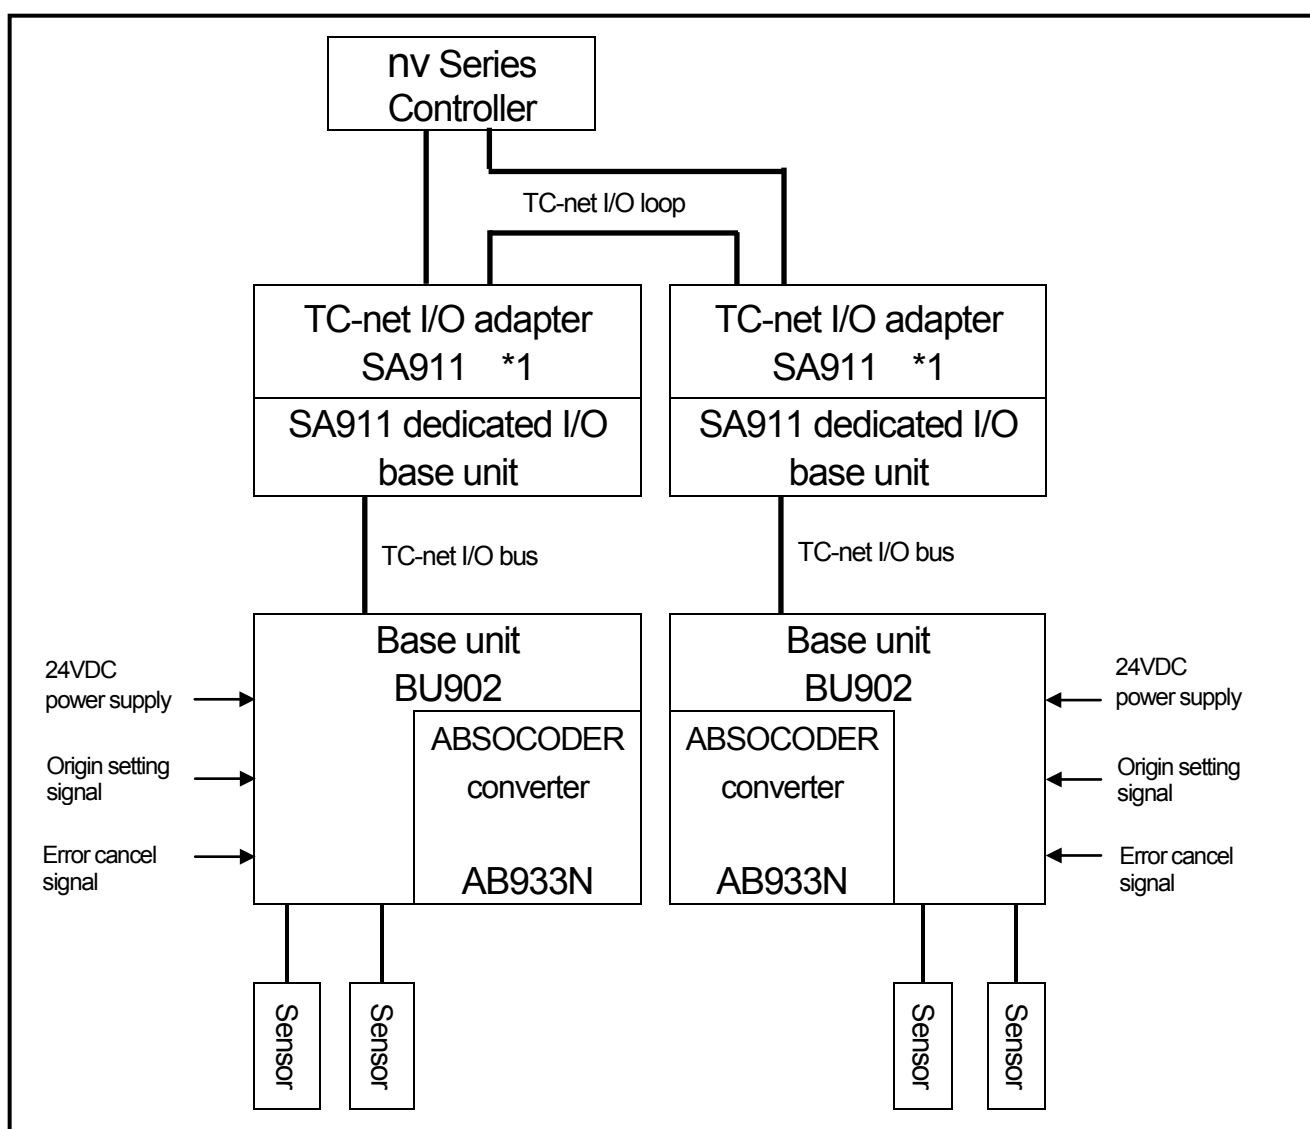 nv Series
Controller
TC-net I/O loop
TC-net I/O adapter
SA911 *1
SA911 dedicated I/O
base unit
TC-net I/O adapter
SA911 *1
SA911 dedicated I/O
base unit
TC-net I/O bus
TC-net I/O bus
24VDC
power supply
Origin setting
signal
Error cancel
signal
Base unit
BU902
ABSOCODER
converter
AB933N
Base unit
BU902
ABSOCODER
converter
AB933N
24VDC
power supply
Origin setting
signal
Error cancel
signal
Sensor
Sensor
Sensor
Sensor